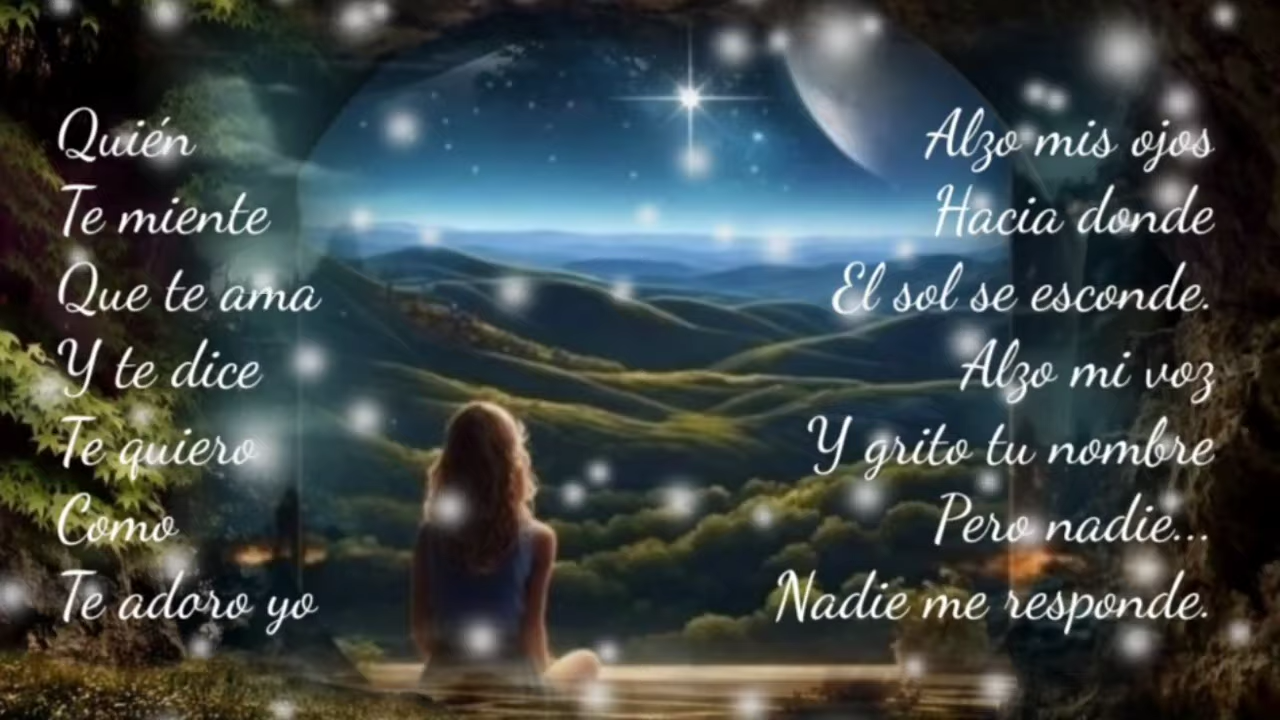 Quién
Te miente
Que te ama
Y te dice
Te quiero
Como
Te adoro yo
Alzo mis ojos
Hacia donde
El sol se esconde.
Alzo mi voz
Y grito tu nombre
Pero nadie...
Nadie me responde.